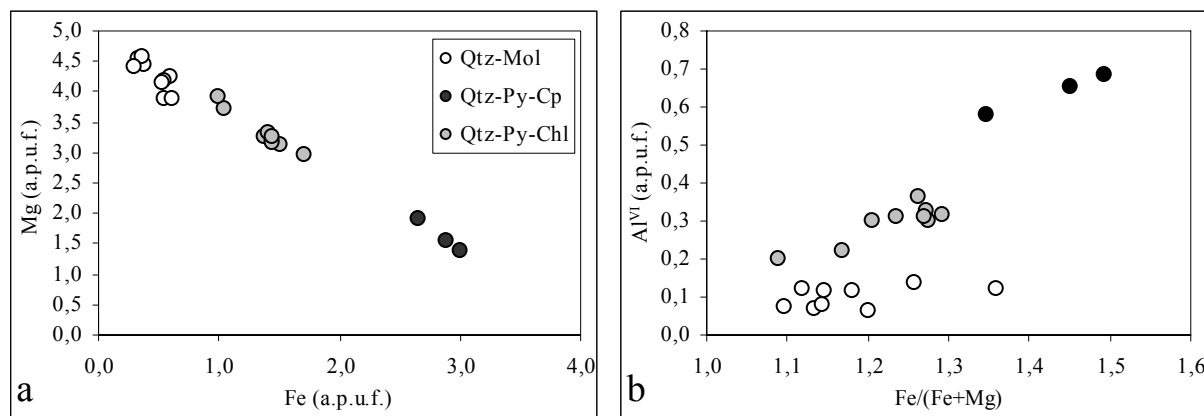 5,0
4,5
4,0
3,5
3,0
2,5
2,0
1,5
1,0
0,5
0,0
Mg (a.p.u.f.)
Qtz-Mol
Qtz-Py-Cp
Qtz-Py-Chl
0,0 1,0 2,0 3,0 4,0
Fe (a.p.u.f.)
a
0,8
0,7
0,6
0,5
0,4
0,3
0,2
0,1
0,0
Al^VI (a.p.u.f.)
1,0 1,1 1,2 1,3 1,4 1,5 1,6
Fe/(Fe+Mg)
b